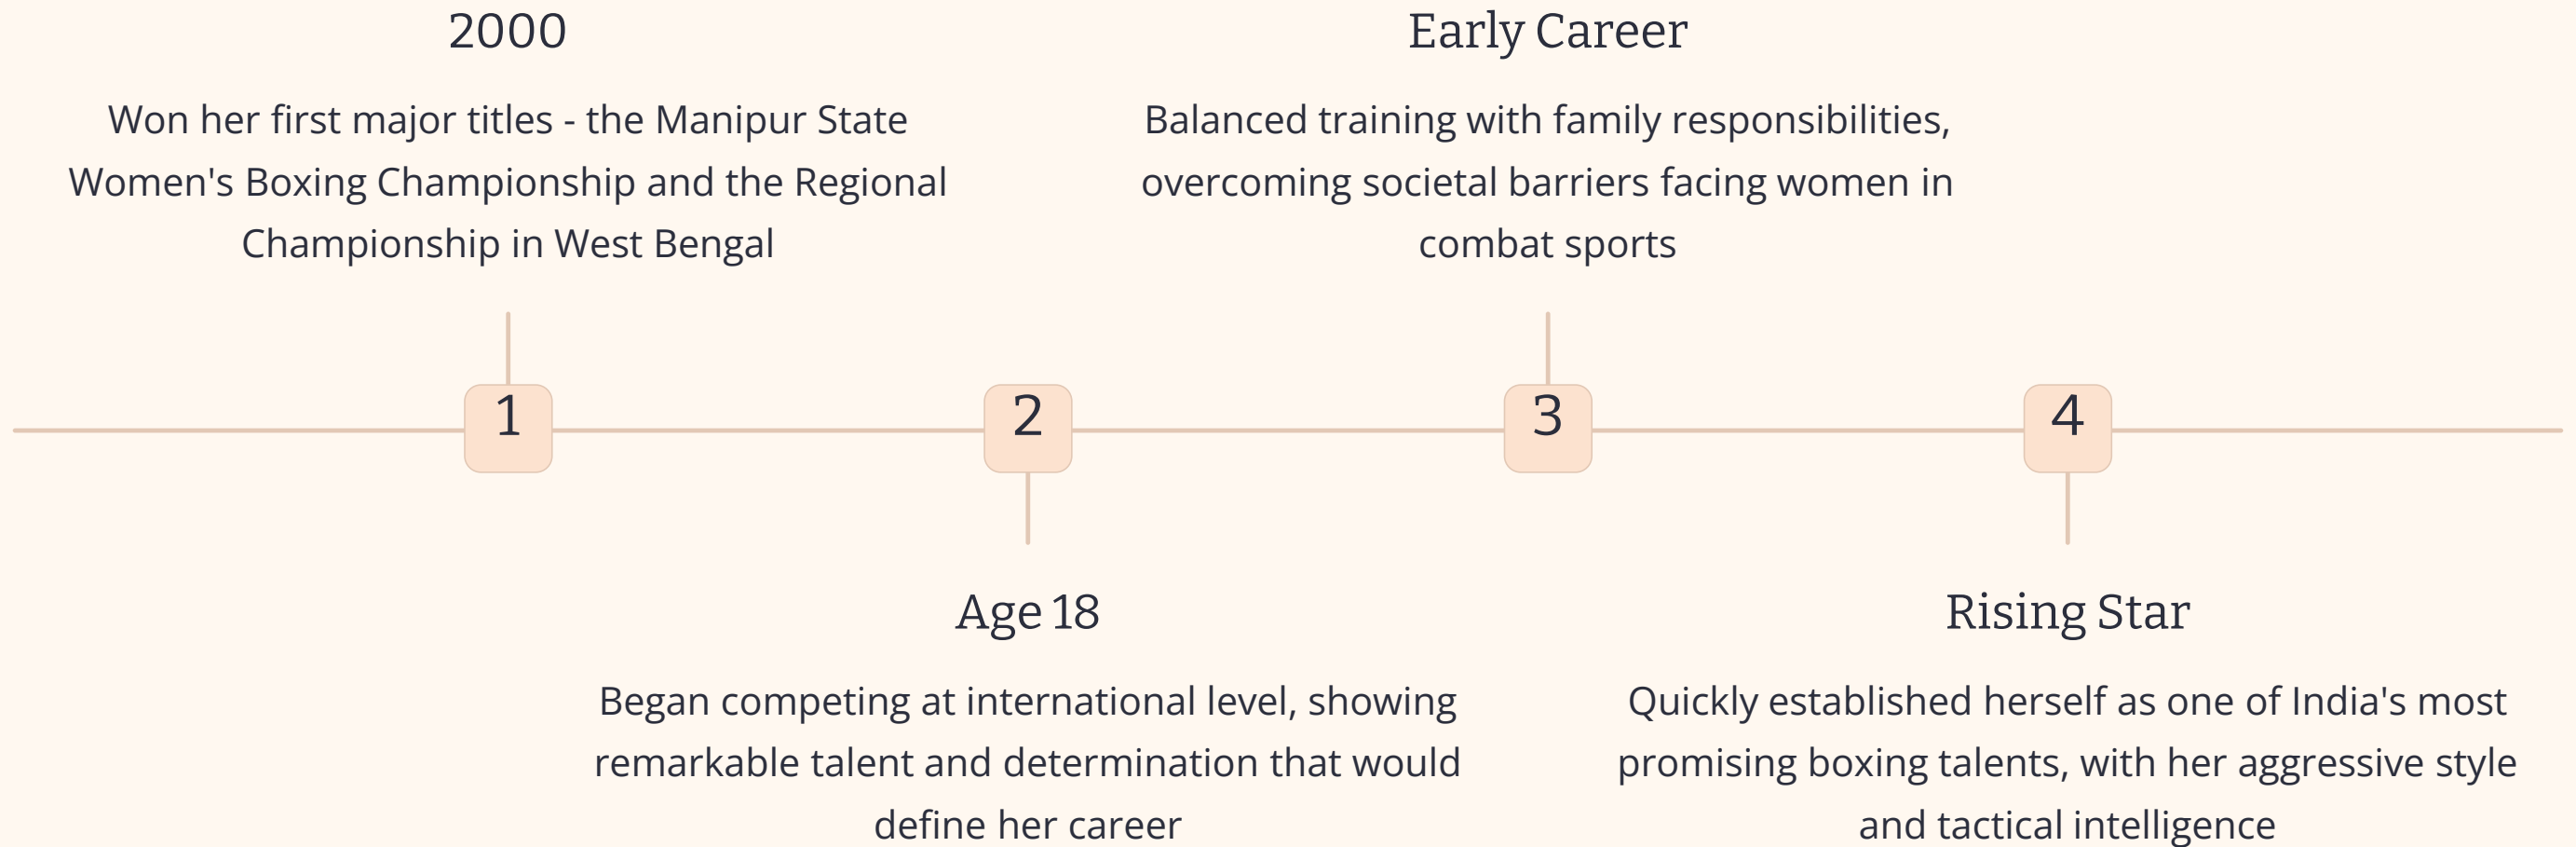 2000
Won her first major titles - the Manipur State
Women's Boxing Championship and the Regional
Championship in West Bengal
1
2
Age 18
Began competing at international level, showing
remarkable talent and determination that would
define her career
Early Career
Balanced training with family responsibilities,
overcoming societal barriers facing women in
combat sports
3
4
Rising Star
Quickly established herself as one of India's most
promising boxing talents, with her aggressive style
and tactical intelligence